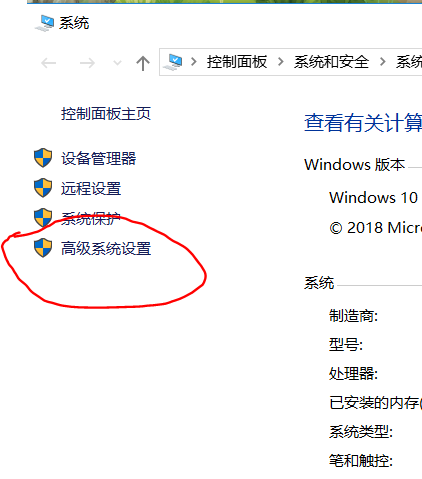 系统
控制面板 系统和安全
控制面板主页
设备管理器
远程设置
系统保护
高级系统设置
查看有关计算
Windows 版本
Windows 10
© 2018 Micr
系统
制造商:
型号:
处理器:
已安装的内存(
系统类型:
笔和触控: